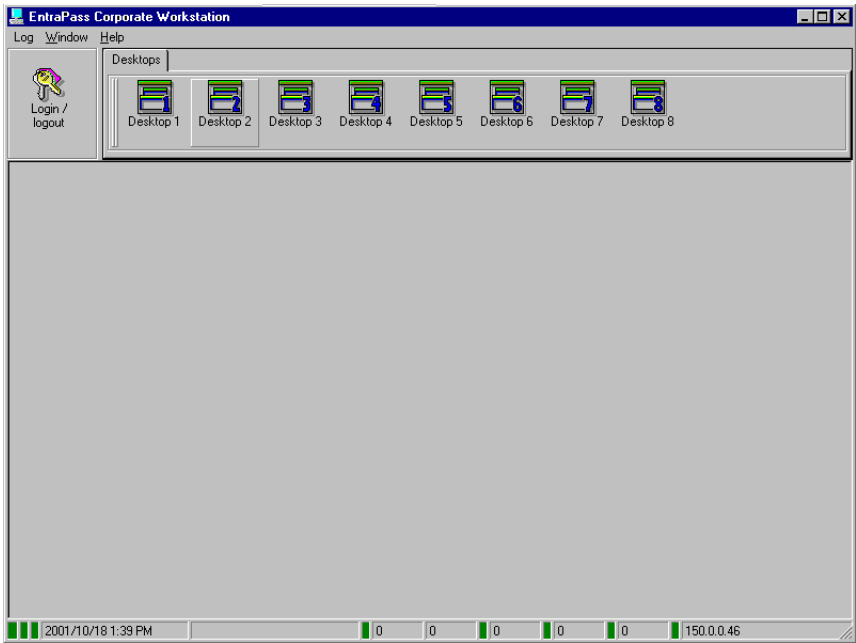 EntraPass Corporate Workstation
Log Window Help
Desktops
Login /
logout
1 2 3 4 5 6 7 8
Desktop 1 Desktop 2 Desktop 3 Desktop 4 Desktop 5 Desktop 6 Desktop 7 Desktop 8
2001/10/18 1:39 PM 0 0 0 0 0 150.0.0.46